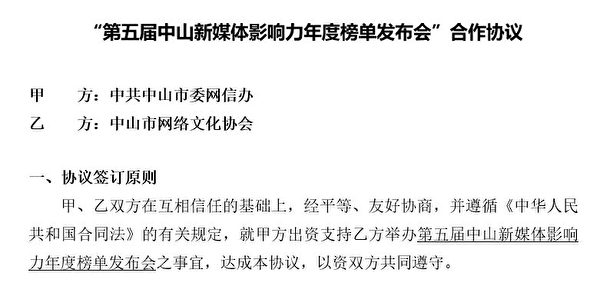 “第五届中山新媒体影响力年度榜单发布会”合作协议
甲　　方：中共中山市委网信办
乙　　方：中山市网络文化协会
一、协议签订原则
甲、乙双方在互相信任的基础上，经平等、友好协商，并遵循《中华人民
共和国合同法》的有关规定，就甲方出资支持乙方举办第五届中山新媒体影响
力年度榜单发布会之事宜，达成本协议，以资双方共同遵守。